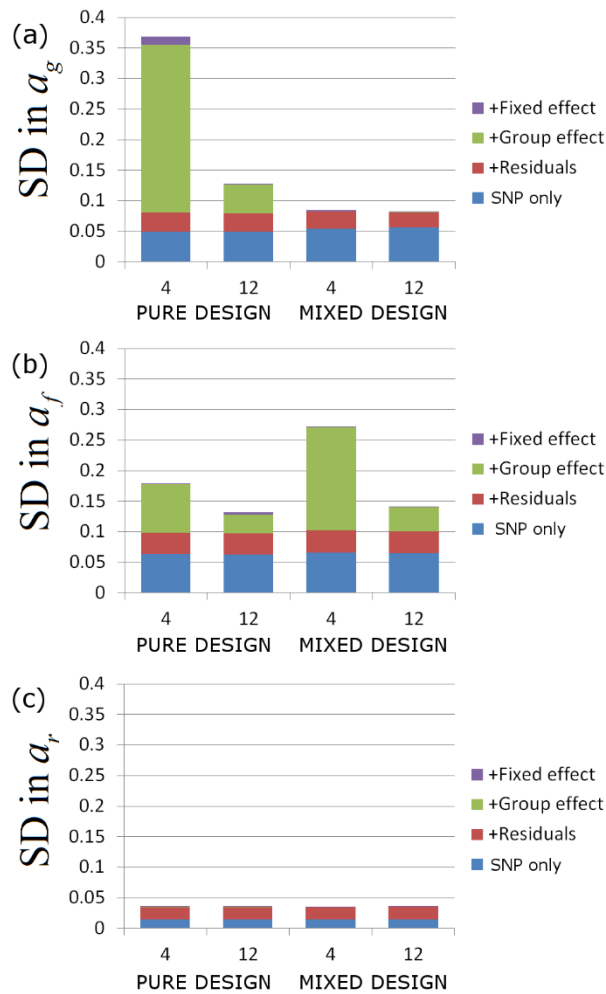 (a)
SD in a_g
0.4
0.35
0.3
0.25
0.2
0.15
0.1
0.05
0
+Fixed effect
+Group effect
+Residuals
SNP only
4 12 4 12
PURE DESIGN MIXED DESIGN
(b)
SD in a_f
0.4
0.35
0.3
0.25
0.2
0.15
0.1
0.05
0
+Fixed effect
+Group effect
+Residuals
SNP only
4 12 4 12
PURE DESIGN MIXED DESIGN
(c)
SD in a_r
0.4
0.35
0.3
0.25
0.2
0.15
0.1
0.05
0
+Fixed effect
+Group effect
+Residuals
SNP only
4 12 4 12
PURE DESIGN MIXED DESIGN